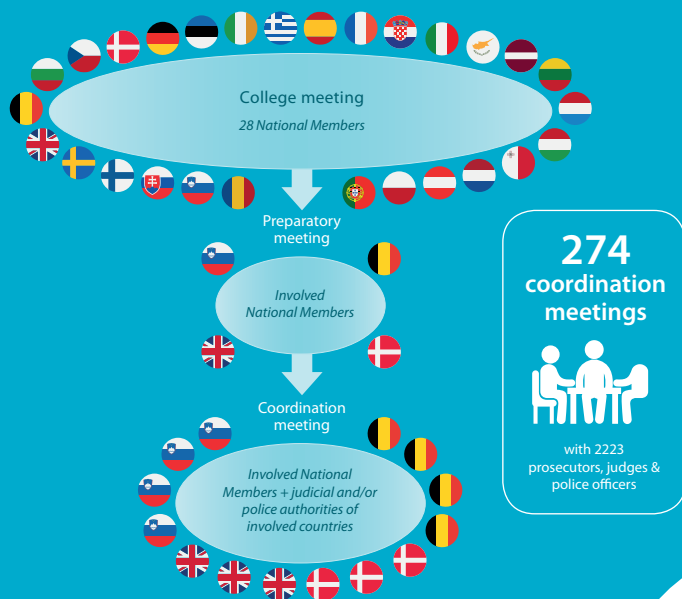 College meeting
28 National Members
Preparatory
meeting
Involved
National Members
Coordination
meeting
Involved National
Members + judicial and/or
police authorities of
involved countries
274
coordination
meetings
with 2223
prosecutors, judges &
police officers